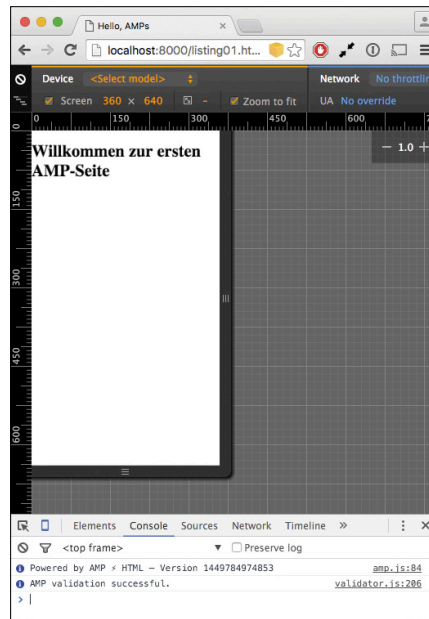 Hello, AMPs
localhost:8000/listing01.ht...
Device <Select model> Network No throttlin
Screen 360 × 640 – Zoom to fit UA No override
0 150 300 450 600
– 1.0 +
0
150
300
450
600
Willkommen zur ersten
AMP-Seite
Elements Console Sources Network Timeline »
<top frame> Preserve log
Powered by AMP ⚡ HTML – Version 1449784974853 amp.js:84
AMP validation successful. validator.js:206
>